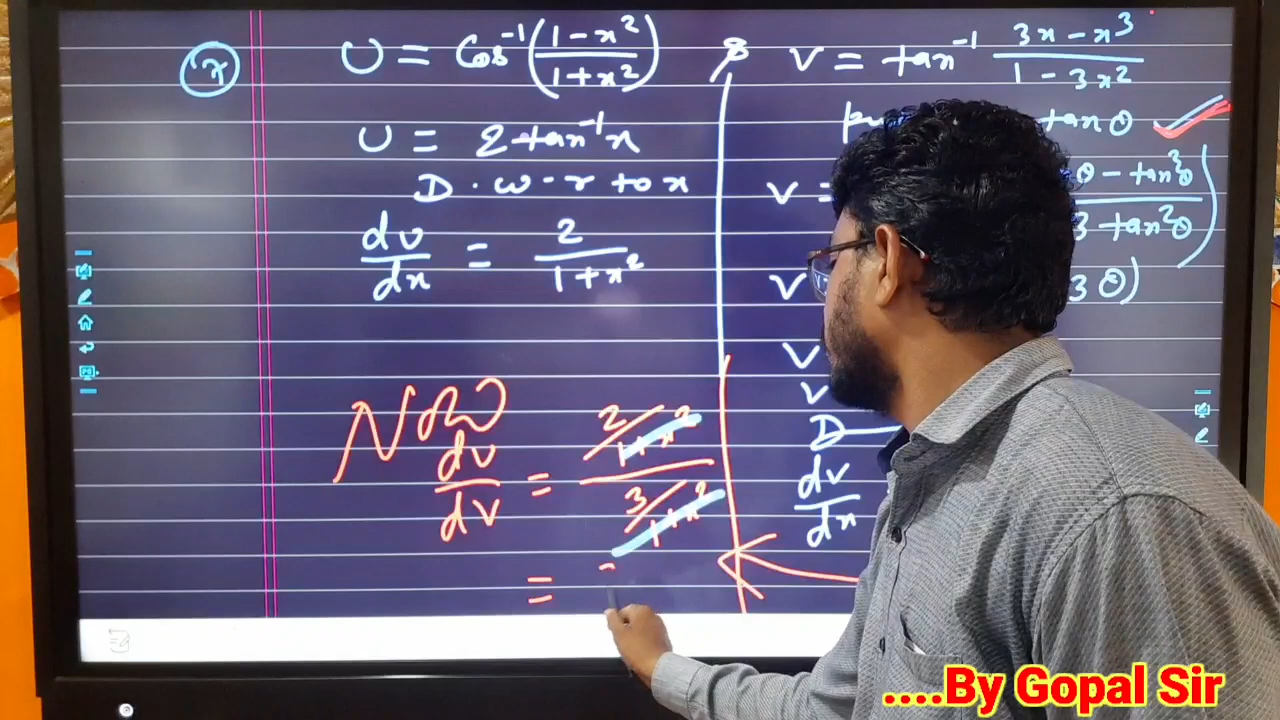 U = Cos⁻¹((1 - x²)/(1 + x²))
U = 2 tan⁻¹ x
D. w-r to x
du/dx = 2/(1 + x²)
Now
du/dv = (2/(1 + x²))/(3/(1 + x²))
=
&
V = tan⁻¹ (3x - x³)/(1 - 3x²)
tan θ
V =
θ - tan³θ
3 tan²θ)
V
3θ)
V
V
D
dv/dx
....By Gopal Sir